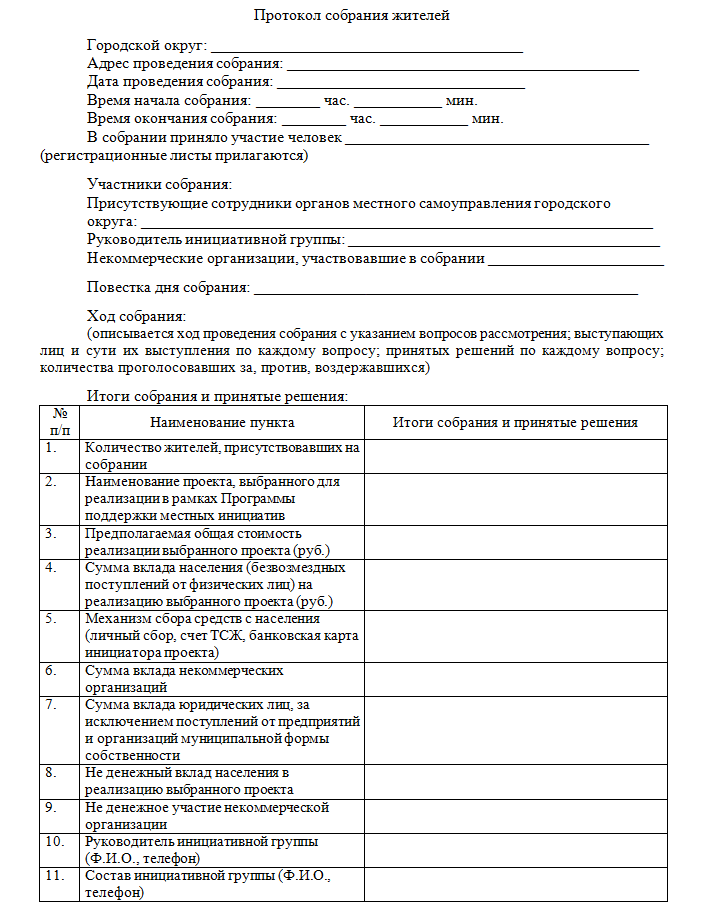 Протокол собрания жителей
Городской округ: ________________________________________
Адрес проведения собрания: _____________________________________________
Дата проведения собрания: ________________________________
Время начала собрания: ________ час. ___________ мин.
Время окончания собрания: ________ час. ___________ мин.
В собрании приняло участие человек _______________________________________
(регистрационные листы прилагаются)
Участники собрания:
Присутствующие сотрудники органов местного самоуправления городского
округа: __________________________________________________________________
Руководитель инициативной группы: ________________________________________
Некоммерческие организации, участвовавшие в собрании _______________________
Повестка дня собрания: _________________________________________________
Ход собрания:
(описывается ход проведения собрания с указанием вопросов рассмотрения; выступающих
лиц и сути их выступления по каждому вопросу; принятых решений по каждому вопросу;
количества проголосовавших за, против, воздержавшихся)
Итоги собрания и принятые решения:
№
п/п
Наименование пункта
Итоги собрания и принятые решения
1. Количество жителей, присутствовавших на
собрании
2. Наименование проекта, выбранного для
реализации в рамках Программы
поддержки местных инициатив
3. Предполагаемая общая стоимость
реализации выбранного проекта (руб.)
4. Сумма вклада населения (безвозмездных
поступлений от физических лиц) на
реализацию выбранного проекта (руб.)
5. Механизм сбора средств с населения
(личный сбор, счет ТСЖ, банковская карта
инициатора проекта)
6. Сумма вклада некоммерческих
организаций
7. Сумма вклада юридических лиц, за
исключением поступлений от предприятий
и организаций муниципальной формы
собственности
8. Не денежный вклад населения в
реализацию выбранного проекта
9. Не денежное участие некоммерческой
организации
10. Руководитель инициативной группы
(Ф.И.О., телефон)
11. Состав инициативной группы (Ф.И.О.,
телефон)